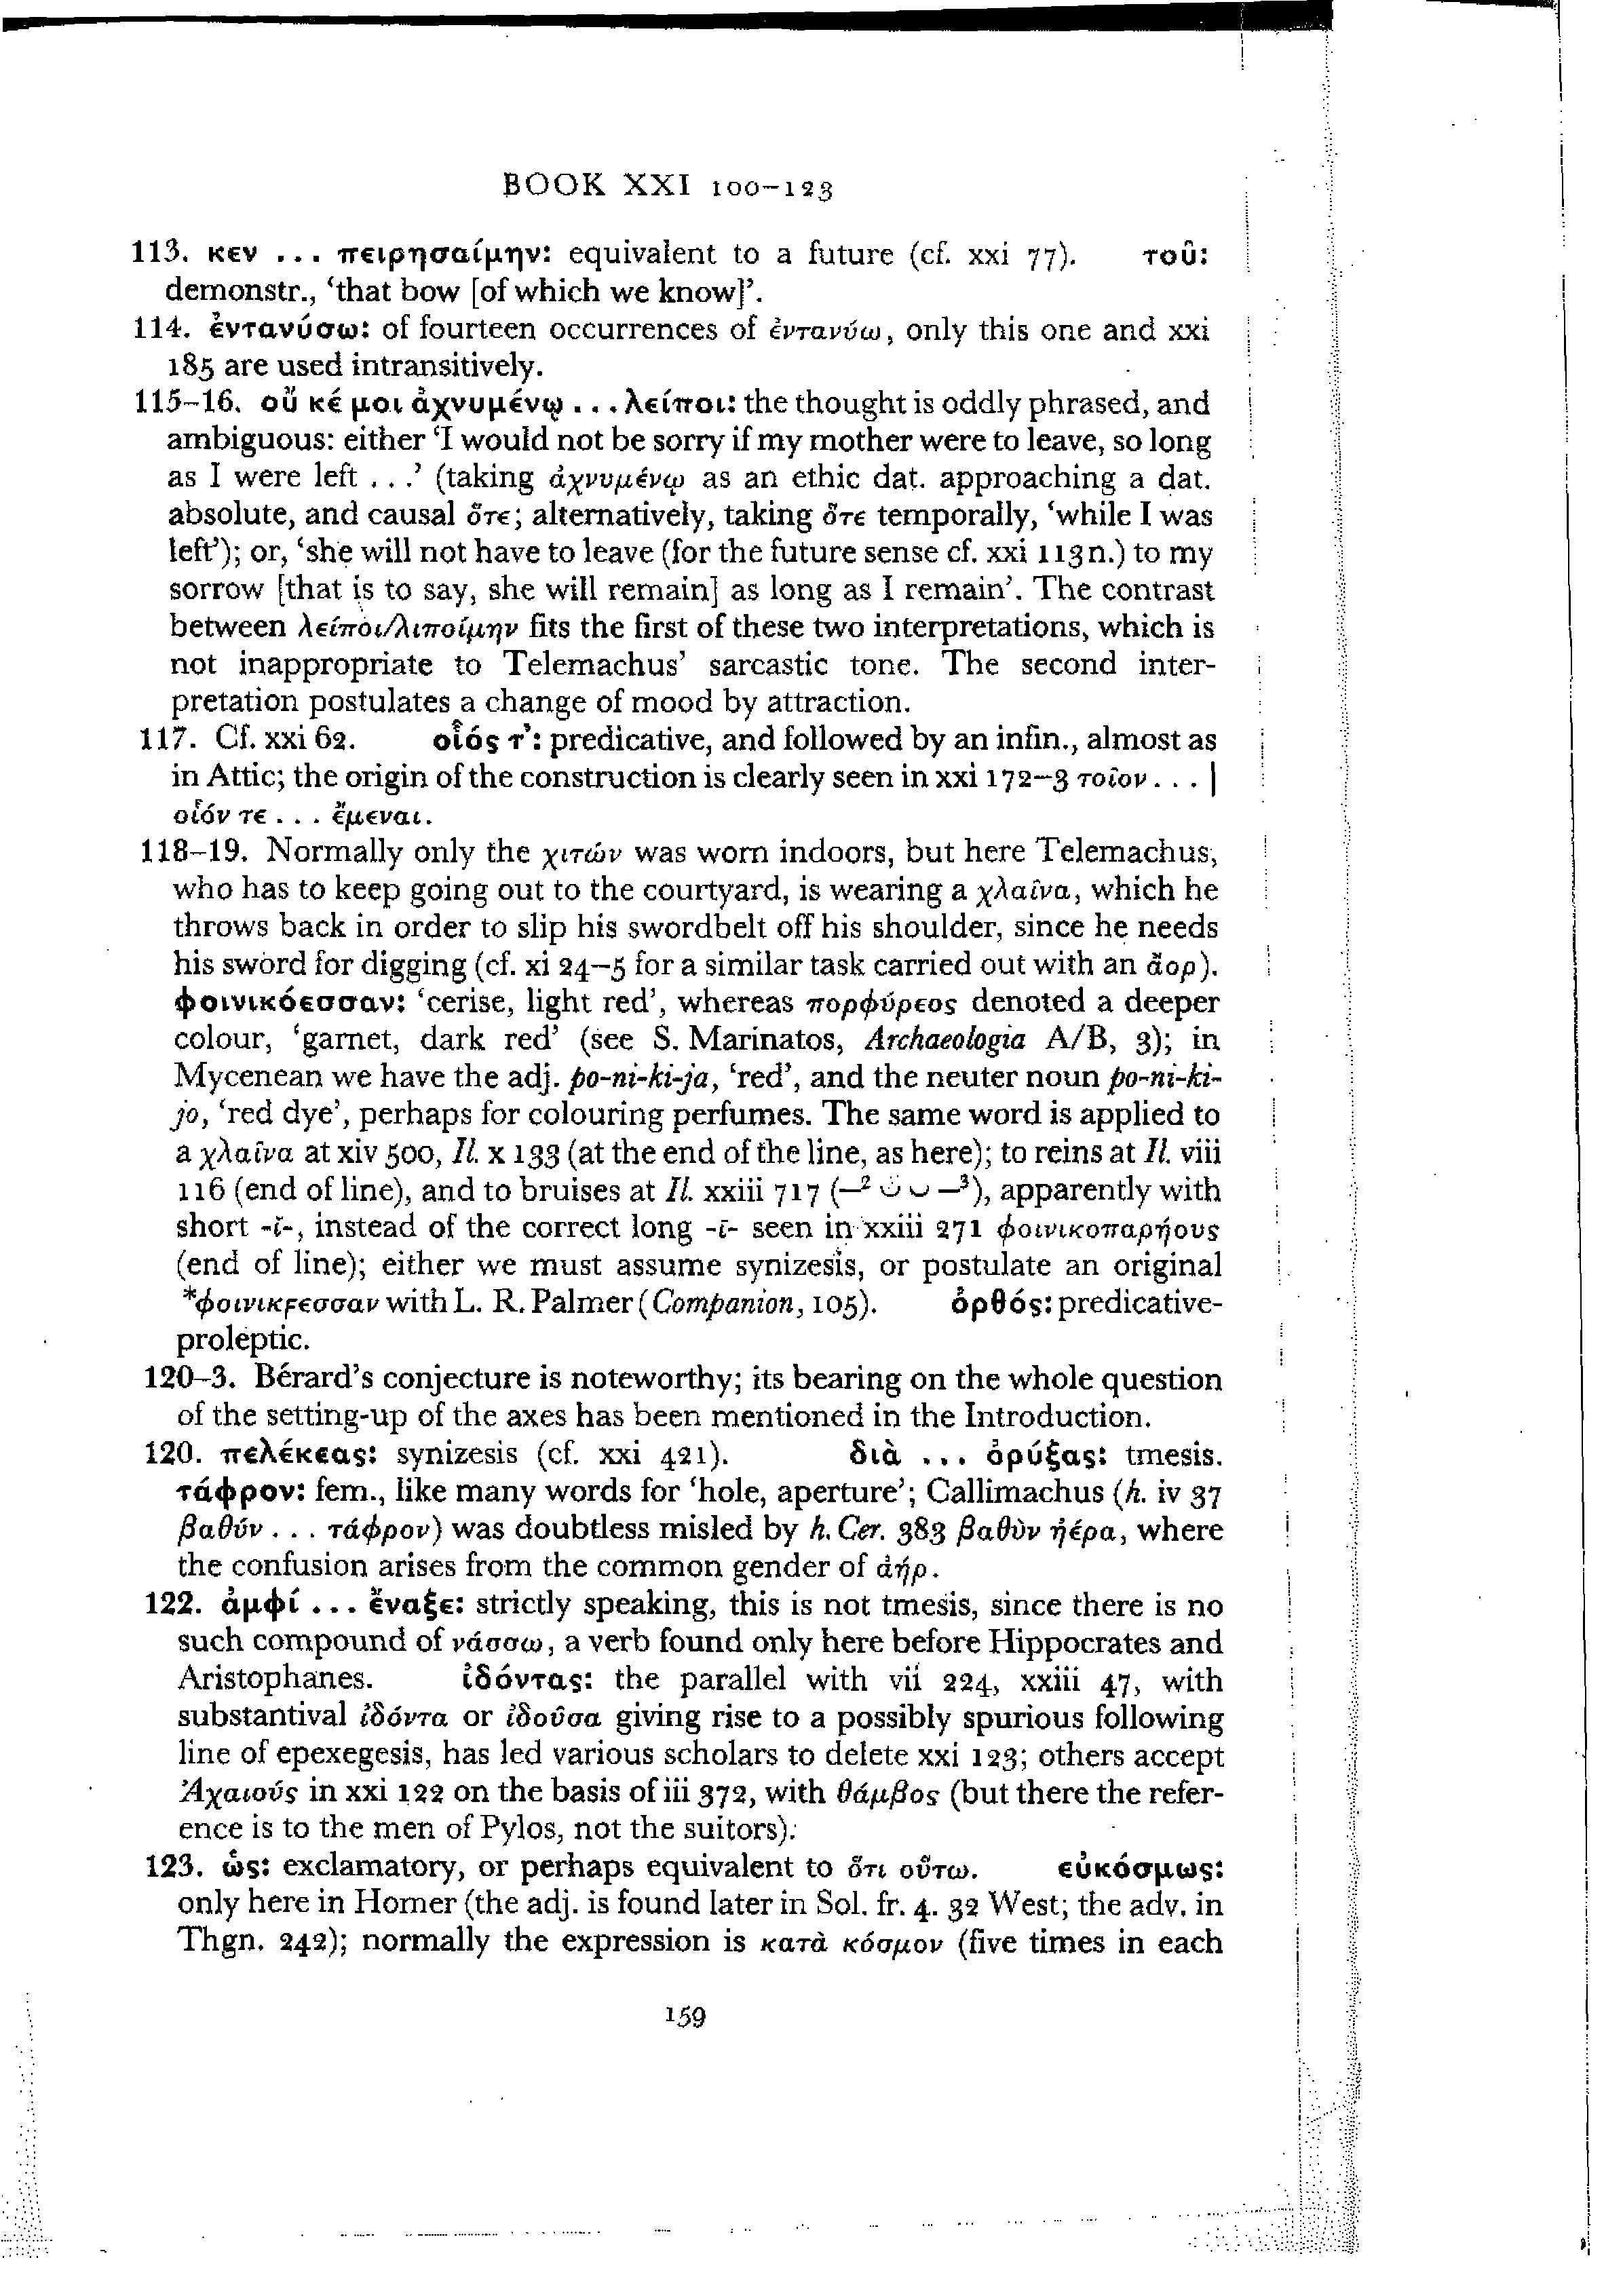 BOOK XXI 100–123
113. κεν ... πειρησαίμην: equivalent to a future (cf. xxi 77). τοῦ:
demonstr., ‘that bow [of which we know]’.
114. ἐντανύσω: of fourteen occurrences of ἐντανύω, only this one and xxi
185 are used intransitively.
115–16. οὔ κέ μοι ἀχνυμένῳ ... λείποι: the thought is oddly phrased, and
ambiguous: either ‘I would not be sorry if my mother were to leave, so long
as I were left . . .’ (taking ἀχνυμένῳ as an ethic dat. approaching a dat.
absolute, and causal ὅτε; alternatively, taking ὅτε temporally, ‘while I was
left’); or, ‘she will not have to leave (for the future sense cf. xxi 113 n.) to my
sorrow [that is to say, she will remain] as long as I remain’. The contrast
between λείποι/λιποίμην fits the first of these two interpretations, which is
not inappropriate to Telemachus’ sarcastic tone. The second inter-
pretation postulates a change of mood by attraction.
117. Cf. xxi 62. οἷός τ’: predicative, and followed by an infin., almost as
in Attic; the origin of the construction is clearly seen in xxi 172–3 τοῖον . . . |
οἷόν τε . . . ἔμεναι.
118–19. Normally only the χιτών was worn indoors, but here Telemachus,
who has to keep going out to the courtyard, is wearing a χλαῖνα, which he
throws back in order to slip his swordbelt off his shoulder, since he needs
his sword for digging (cf. xi 24–5 for a similar task carried out with an ἄορ).
φοινικόεσσαν: ‘cerise, light red’, whereas πορφύρεος denoted a deeper
colour, ‘garnet, dark red’ (see S. Marinatos, Archaeologia A/B, 3); in
Mycenean we have the adj. po-ni-ki-ja, ‘red’, and the neuter noun po-ni-ki-
jo, ‘red dye’, perhaps for colouring perfumes. The same word is applied to
a χλαῖνα at xiv 500, Il. x 133 (at the end of the line, as here); to reins at Il. viii
116 (end of line), and to bruises at Il. xxiii 717 (–² ⏑ ⏑ –³), apparently with
short -ῐ-, instead of the correct long -ῑ- seen in xxiii 271 φοινικοπαρῄους
(end of line); either we must assume synizesis, or postulate an original
*φοινικϝεσσαν with L. R. Palmer (Companion, 105). ὀρθός: predicative-
proleptic.
120–3. Bérard’s conjecture is noteworthy; its bearing on the whole question
of the setting-up of the axes has been mentioned in the Introduction.
120. πελέκεας: synizesis (cf. xxi 421). διὰ ... ὀρύξας: tmesis.
τάφρον: fem., like many words for ‘hole, aperture’; Callimachus (h. iv 37
βαθύν . . . τάφρον) was doubtless misled by h. Cer. 383 βαθὺν ἠέρα, where
the confusion arises from the common gender of ἀήρ.
122. ἀμφί ... ἔναξε: strictly speaking, this is not tmesis, since there is no
such compound of νάσσω, a verb found only here before Hippocrates and
Aristophanes. ἰδόντας: the parallel with vii 224, xxiii 47, with
substantival ἰδόντα or ἰδοῦσα giving rise to a possibly spurious following
line of epexegesis, has led various scholars to delete xxi 123; others accept
Ἀχαιούς in xxi 122 on the basis of iii 372, with θάμβος (but there the refer-
ence is to the men of Pylos, not the suitors).
123. ὡς: exclamatory, or perhaps equivalent to ὅτι οὕτω. εὐκόσμως:
only here in Homer (the adj. is found later in Sol. fr. 4. 32 West; the adv. in
Thgn. 242); normally the expression is κατὰ κόσμον (five times in each
159